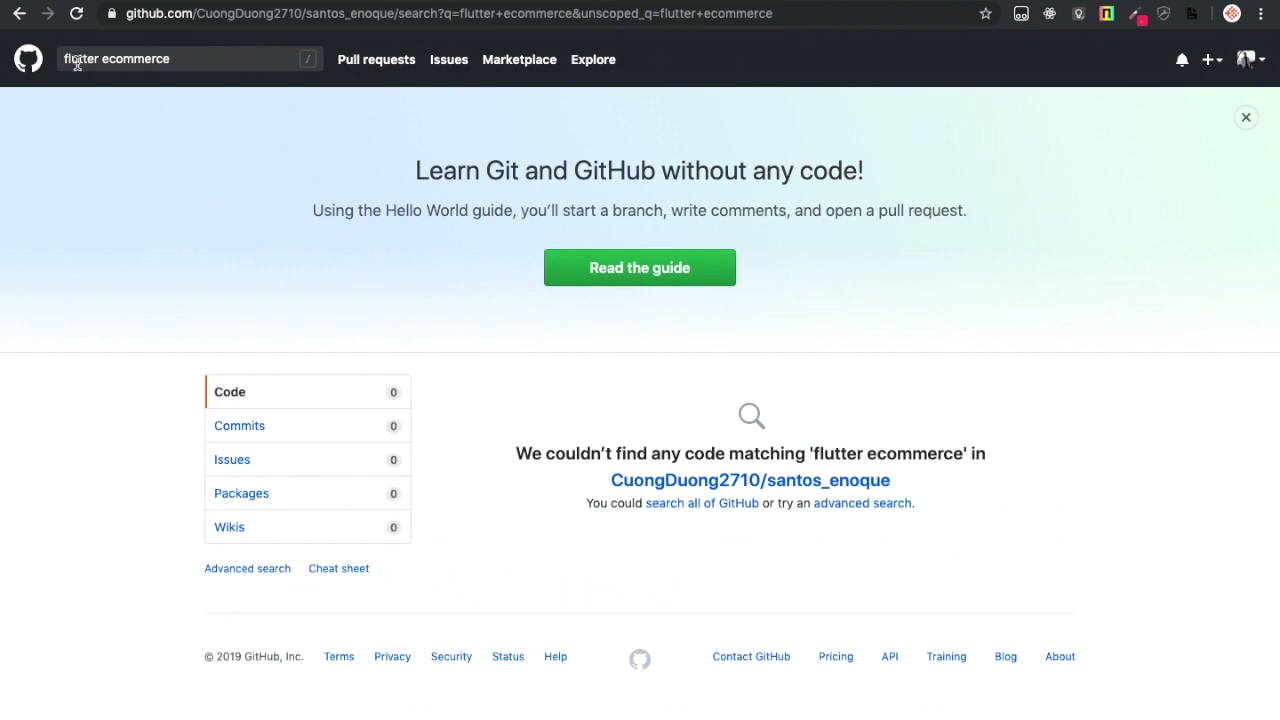 github.com/CuongDuong2710/santos_enoque/search?q=flutter+ecommerce&unscoped_q=flutter+ecommerce
flutter ecommerce /
Pull requests Issues Marketplace Explore
Learn Git and GitHub without any code!
Using the Hello World guide, you’ll start a branch, write comments, and open a pull request.
Read the guide
Code 0
Commits 0
Issues 0
Packages 0
Wikis 0
Advanced search Cheat sheet
We couldn’t find any code matching 'flutter ecommerce' in
CuongDuong2710/santos_enoque
You could search all of GitHub or try an advanced search.
© 2019 GitHub, Inc. Terms Privacy Security Status Help Contact GitHub Pricing API Training Blog About